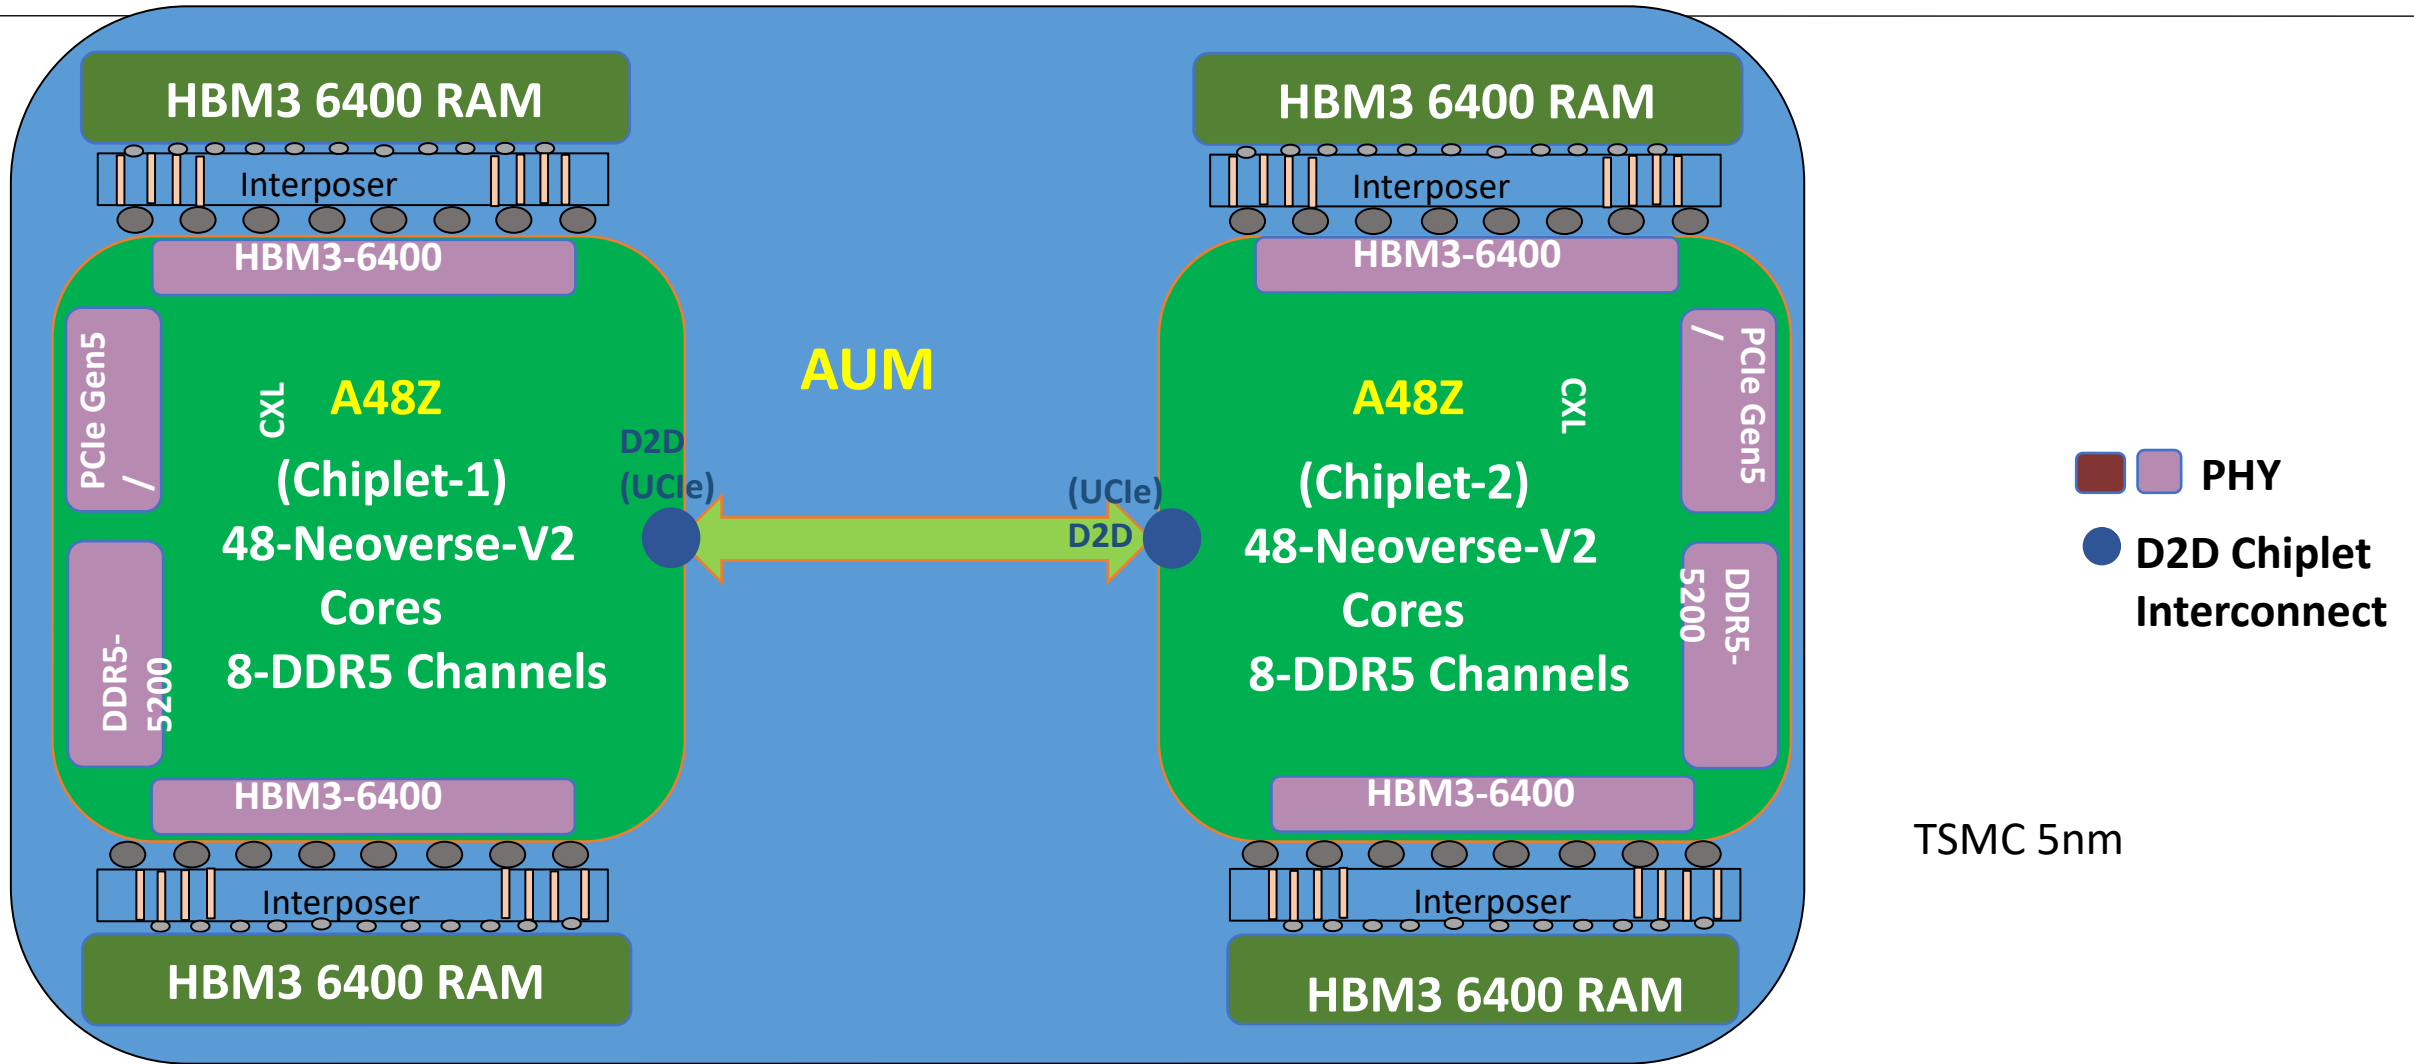 HBM3 6400 RAM
HBM3 6400 RAM
Interposer
Interposer
HBM3-6400
HBM3-6400
PCIe Gen5
/
CXL
A48Z
(Chiplet-1)
48-Neoverse-V2
Cores
8-DDR5 Channels
DDR5-
5200
HBM3-6400
D2D
(UCIe)
AUM
(UCIe)
D2D
A48Z
(Chiplet-2)
48-Neoverse-V2
Cores
8-DDR5 Channels
CXL
PCIe Gen5
/
DDR5-
5200
HBM3-6400
Interposer
Interposer
HBM3 6400 RAM
HBM3 6400 RAM
PHY
D2D Chiplet
Interconnect
TSMC 5nm